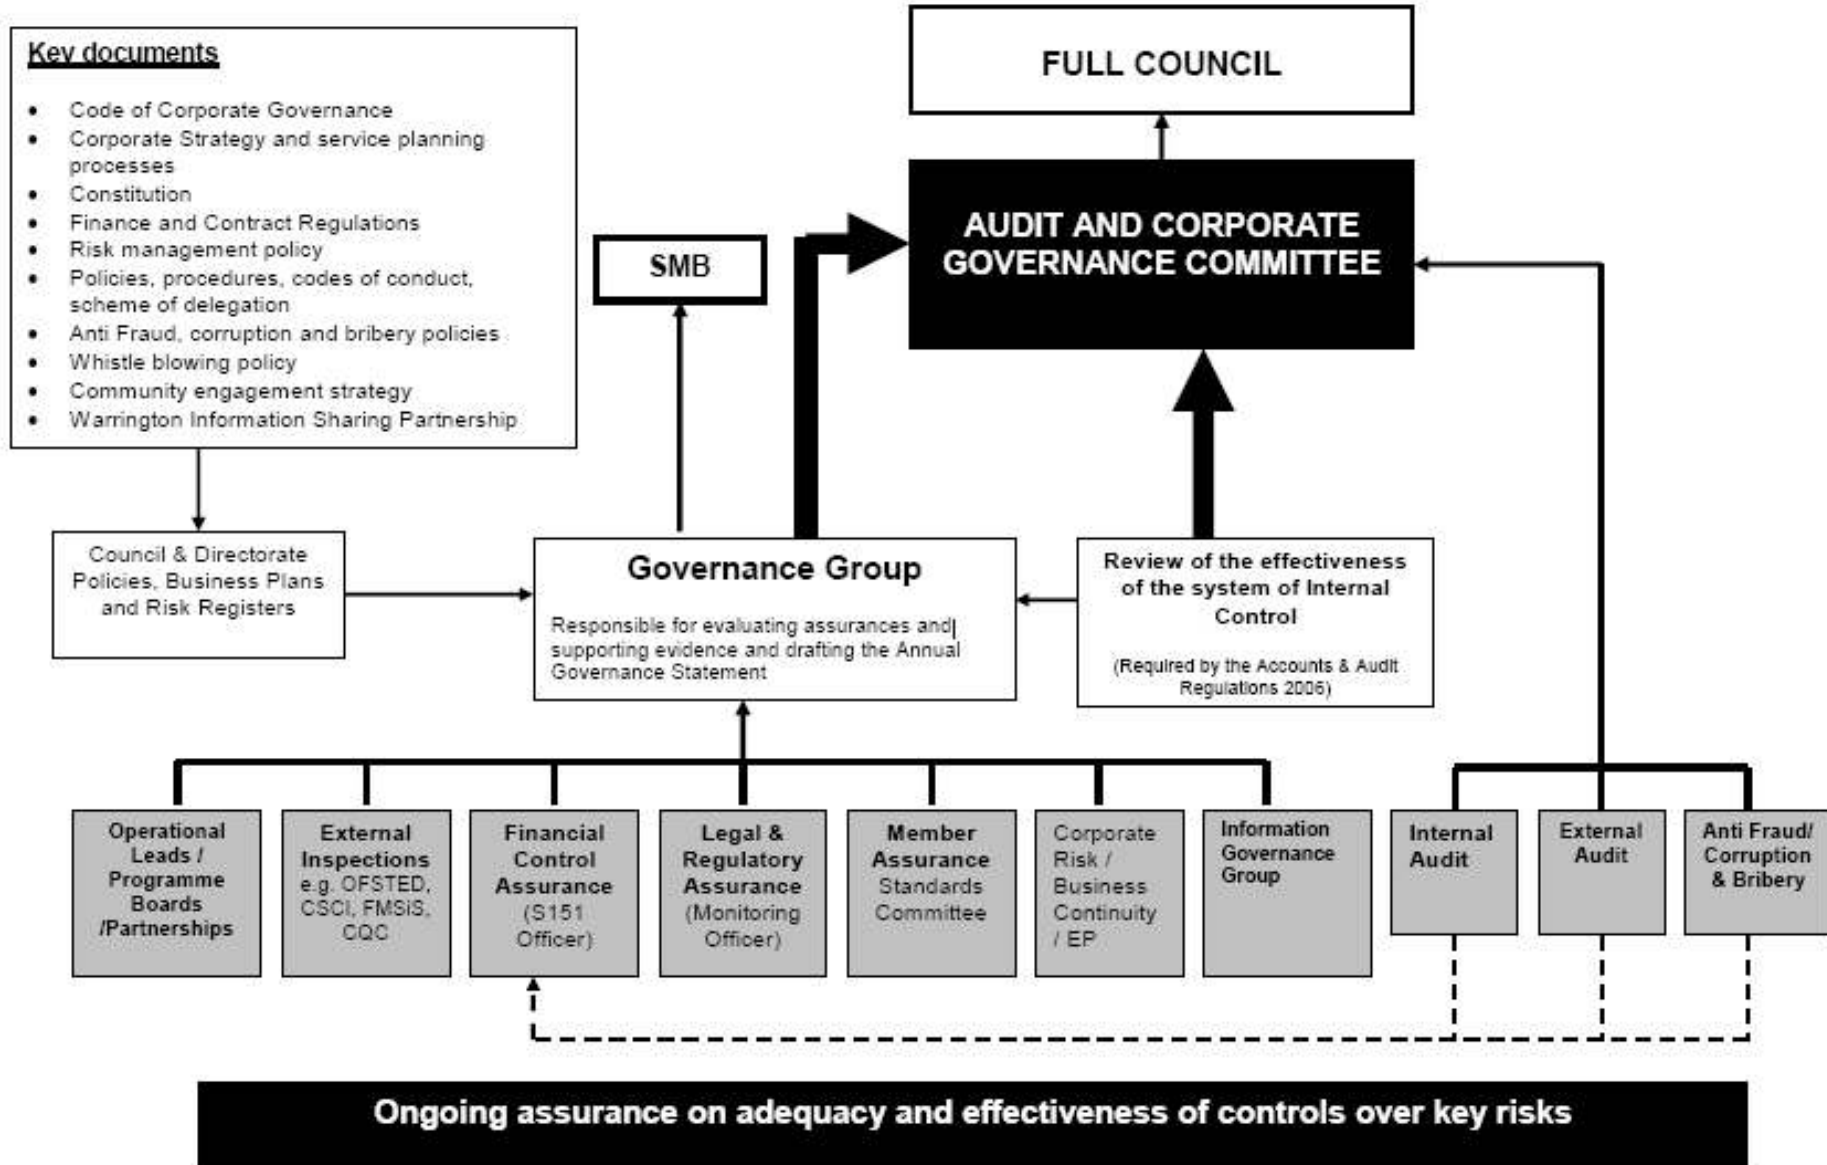 Key documents
• Code of Corporate Governance
• Corporate Strategy and service planning
processes
• Constitution
• Finance and Contract Regulations
• Risk management policy
• Policies, procedures, codes of conduct,
scheme of delegation
• Anti Fraud, corruption and bribery policies
• Whistle blowing policy
• Community engagement strategy
• Warrington Information Sharing Partnership
FULL COUNCIL
AUDIT AND CORPORATE
GOVERNANCE COMMITTEE
SMB
Council & Directorate
Policies, Business Plans
and Risk Registers
Governance Group
Responsible for evaluating assurances and
supporting evidence and drafting the Annual
Governance Statement
Review of the effectiveness
of the system of Internal
Control
(Required by the Accounts & Audit
Regulations 2006)
Operational
Leads /
Programme
Boards
/Partnerships
External
Inspections
e.g. OFSTED,
CSCI, FMSiS,
CQC
Financial
Control
Assurance
(S151
Officer)
Legal &
Regulatory
Assurance
(Monitoring
Officer)
Member
Assurance
Standards
Committee
Corporate
Risk /
Business
Continuity
/ EP
Information
Governance
Group
Internal
Audit
External
Audit
Anti Fraud/
Corruption
& Bribery
Ongoing assurance on adequacy and effectiveness of controls over key risks